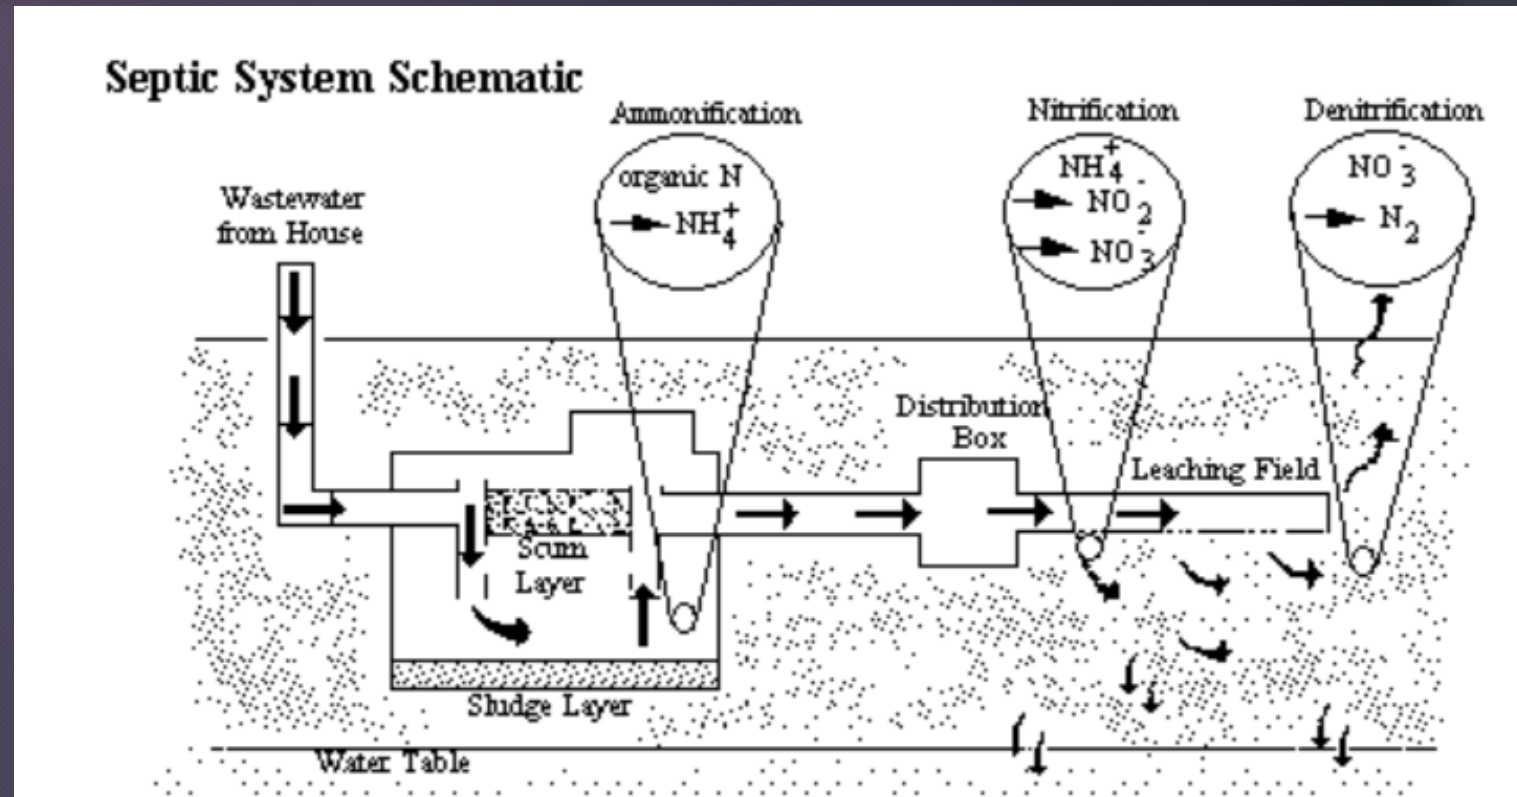 Septic System Schematic
Ammonification
organic N
NH₄⁺
Nitrification
NH₄⁺
NO₂⁻
NO₃⁻
Denitrification
NO₃⁻
N₂
Wastewater
from House
Distribution
Box
Leaching Field
Scum
Layer
Sludge Layer
Water Table